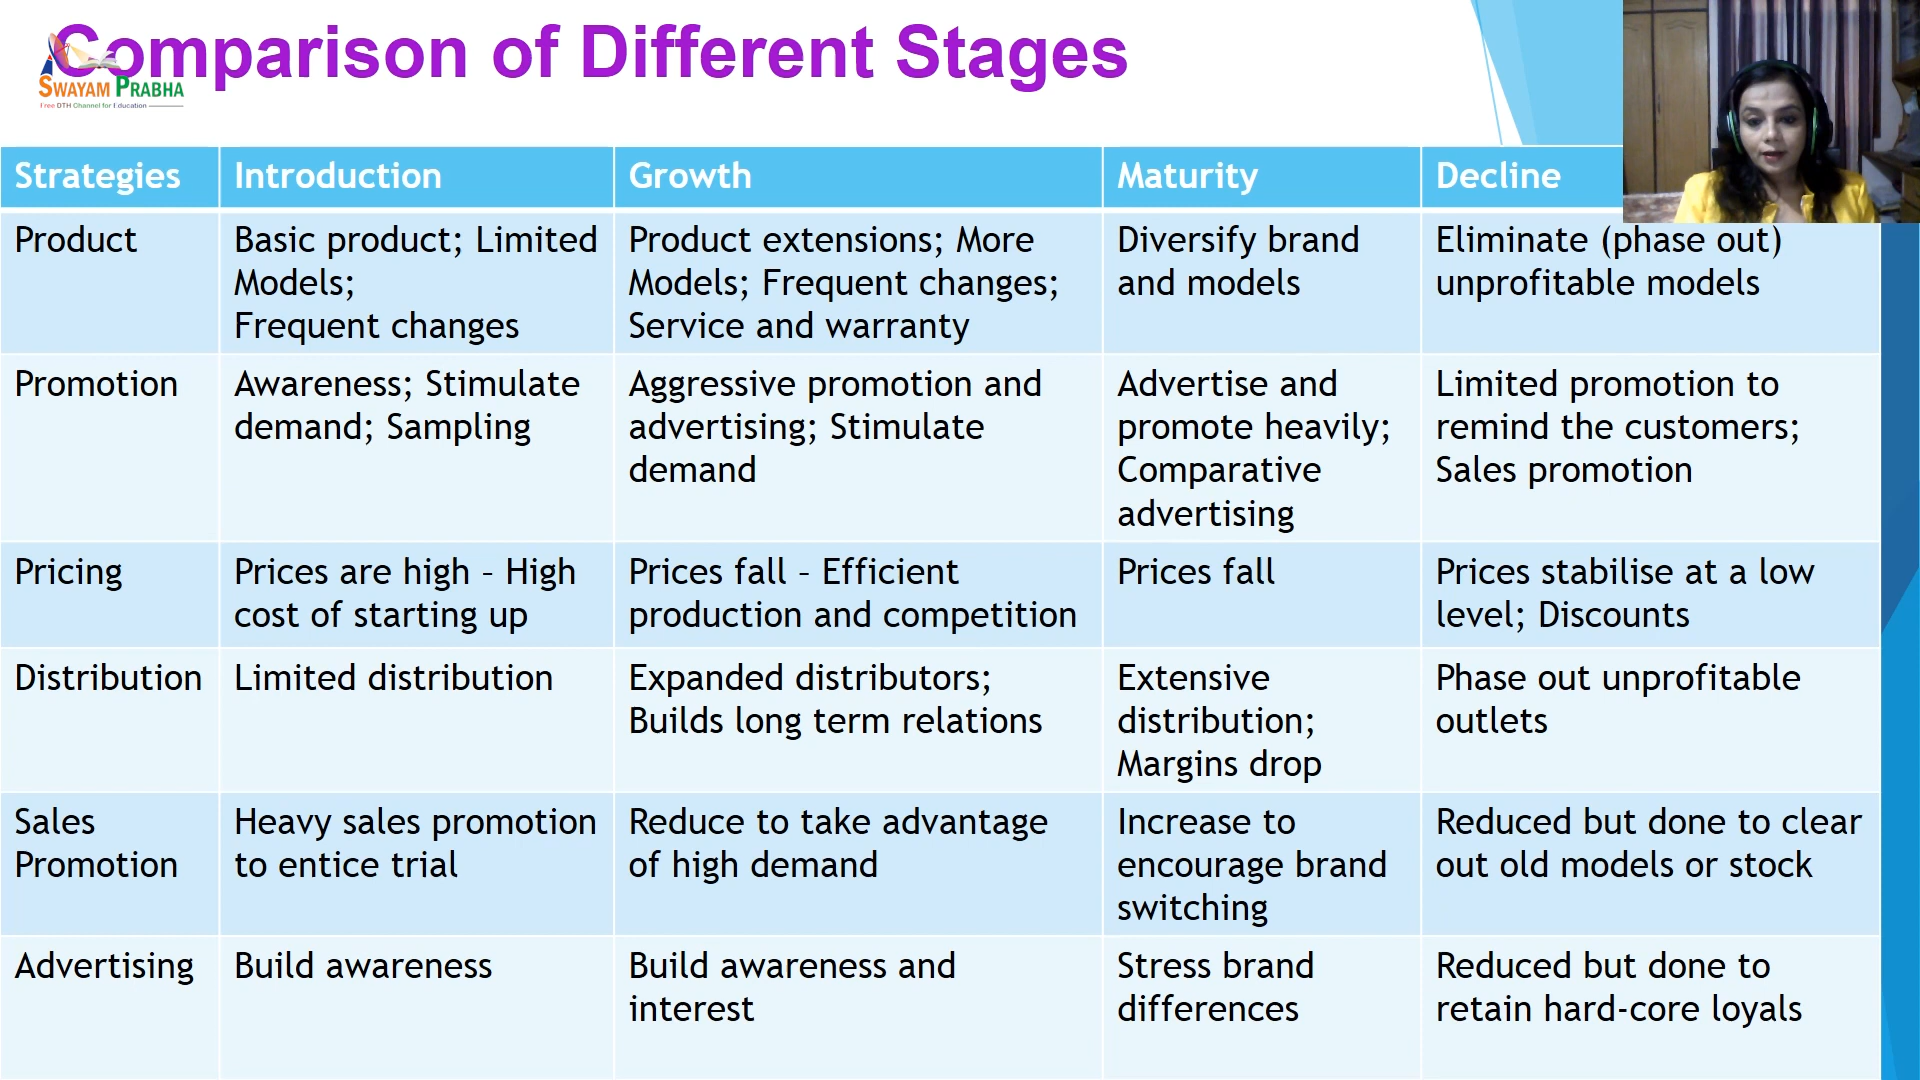 Comparison of Different Stages
SWAYAM PRABHA
Free DTH Channel for Education
Strategies
Introduction
Growth
Maturity
Decline
Product
Basic product; Limited
Models;
Frequent changes
Product extensions; More
Models; Frequent changes;
Service and warranty
Diversify brand
and models
Eliminate (phase out)
unprofitable models
Promotion
Awareness; Stimulate
demand; Sampling
Aggressive promotion and
advertising; Stimulate
demand
Advertise and
promote heavily;
Comparative
advertising
Limited promotion to
remind the customers;
Sales promotion
Pricing
Prices are high – High
cost of starting up
Prices fall – Efficient
production and competition
Prices fall
Prices stabilise at a low
level; Discounts
Distribution
Limited distribution
Expanded distributors;
Builds long term relations
Extensive
distribution;
Margins drop
Phase out unprofitable
outlets
Sales
Promotion
Heavy sales promotion
to entice trial
Reduce to take advantage
of high demand
Increase to
encourage brand
switching
Reduced but done to clear
out old models or stock
Advertising
Build awareness
Build awareness and
interest
Stress brand
differences
Reduced but done to
retain hard-core loyals